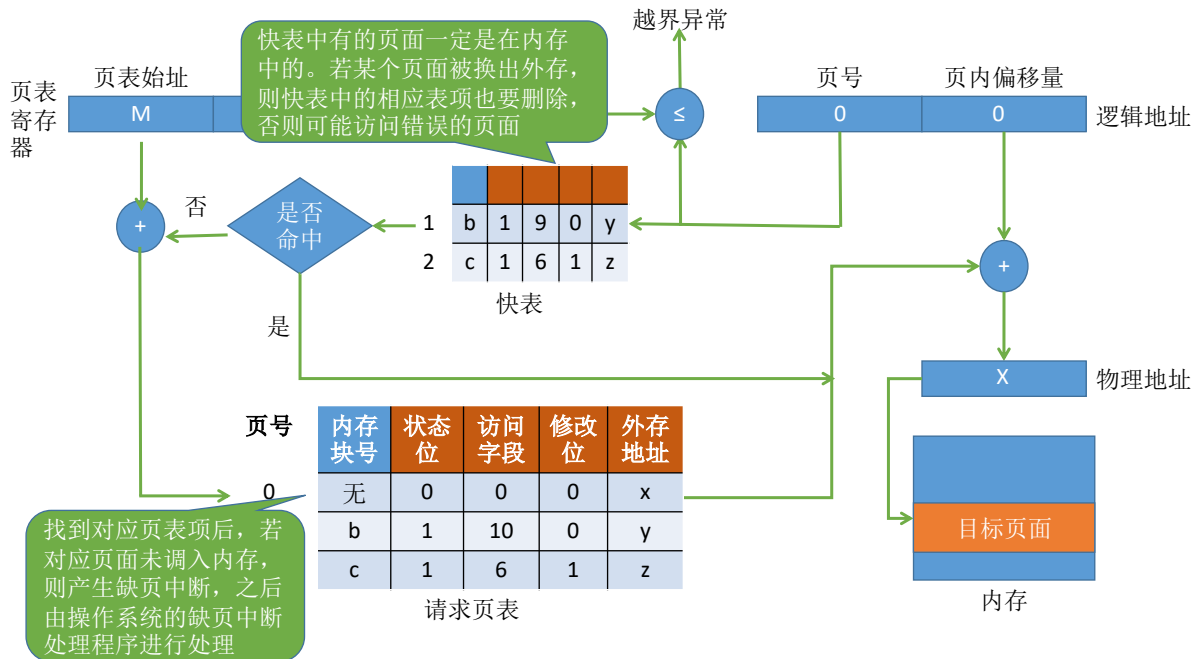 越界异常
快表中有的页面一定是在内存
中的。若某个页面被换出外存，
则快表中的相应表项也要删除，
否则可能访问错误的页面
页表始址
页号
页内偏移量
页表
寄存
器
M
≤
0
0
逻辑地址
+
否
是否
命中
1
b 1 9 0 y
2
c 1 6 1 z
快表
+
是
X
物理地址
页号
内存
块号
状态
位
访问
字段
修改
位
外存
地址
0
无 0 0 0 x
b 1 10 0 y
c 1 6 1 z
请求页表
找到对应页表项后，若
对应页面未调入内存，
则产生缺页中断，之后
由操作系统的缺页中断
处理程序进行处理
目标页面
内存